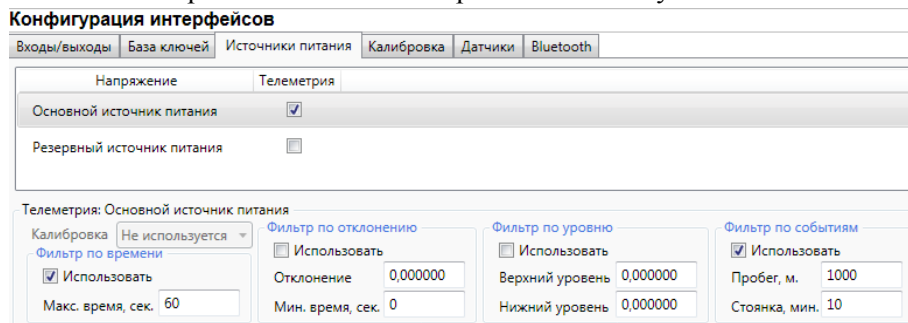 Конфигурация интерфейсов
Входы/выходы База ключей Источники питания Калибровка Датчики Bluetooth
Напряжение Телеметрия
Основной источник питания
Резервный источник питания
Телеметрия: Основной источник питания
Калибровка Не используется
Фильтр по времени
Использовать
Макс. время, сек. 60
Фильтр по отклонению
Использовать
Отклонение 0,000000
Мин. время, сек. 0
Фильтр по уровню
Использовать
Верхний уровень 0,000000
Нижний уровень 0,000000
Фильтр по событиям
Использовать
Пробег, м. 1000
Стоянка, мин. 10